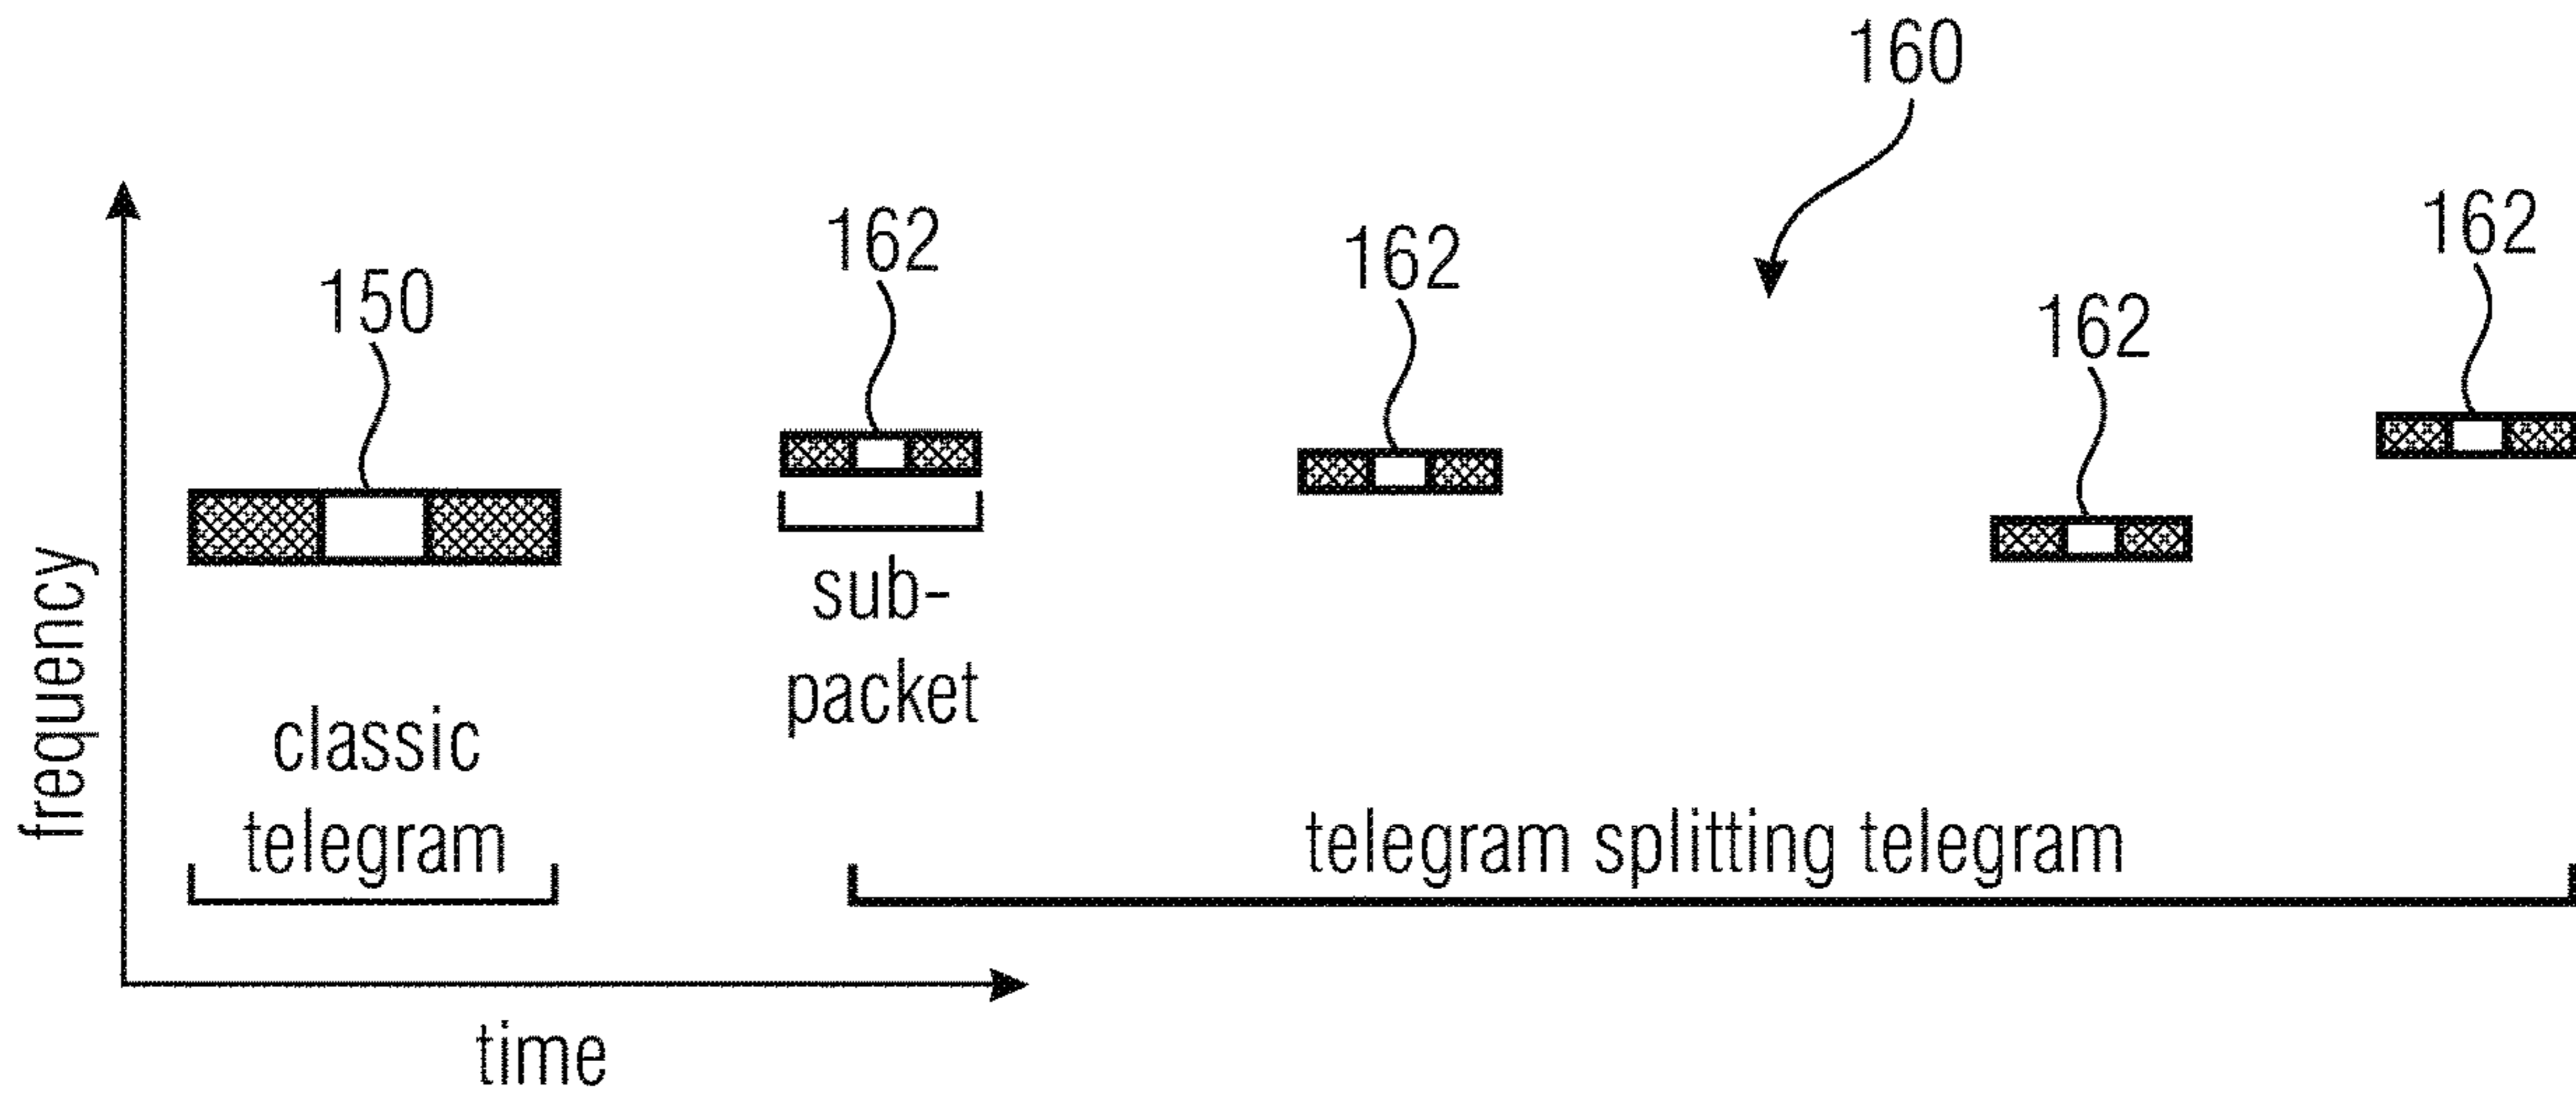 160
162
162
162
150
162
sub-
packet
frequency
classic
telegram
telegram splitting telegram
time